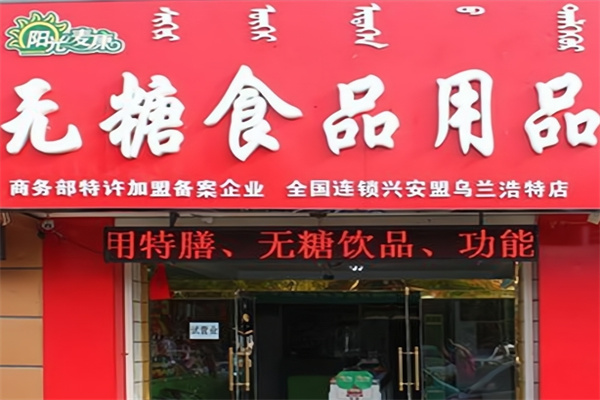 阳光麦康
无糖食品用品
商务部特许加盟备案企业 全国连锁兴安盟乌兰浩特店
用特膳、无糖饮品、功能
试营业